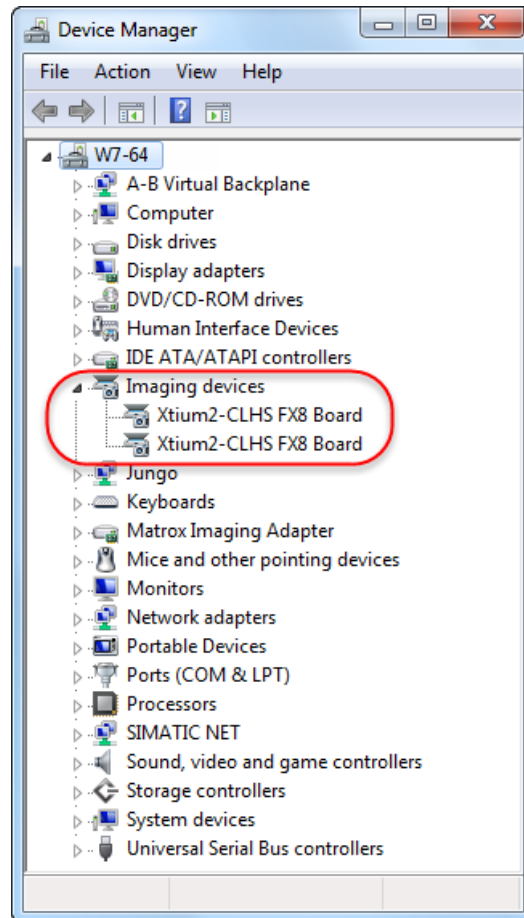 Device Manager
File Action View Help
W7-64
A-B Virtual Backplane
Computer
Disk drives
Display adapters
DVD/CD-ROM drives
Human Interface Devices
IDE ATA/ATAPI controllers
Imaging devices
Xtium2-CLHS FX8 Board
Xtium2-CLHS FX8 Board
Jungo
Keyboards
Matrox Imaging Adapter
Mice and other pointing devices
Monitors
Network adapters
Portable Devices
Ports (COM & LPT)
Processors
SIMATIC NET
Sound, video and game controllers
Storage controllers
System devices
Universal Serial Bus controllers